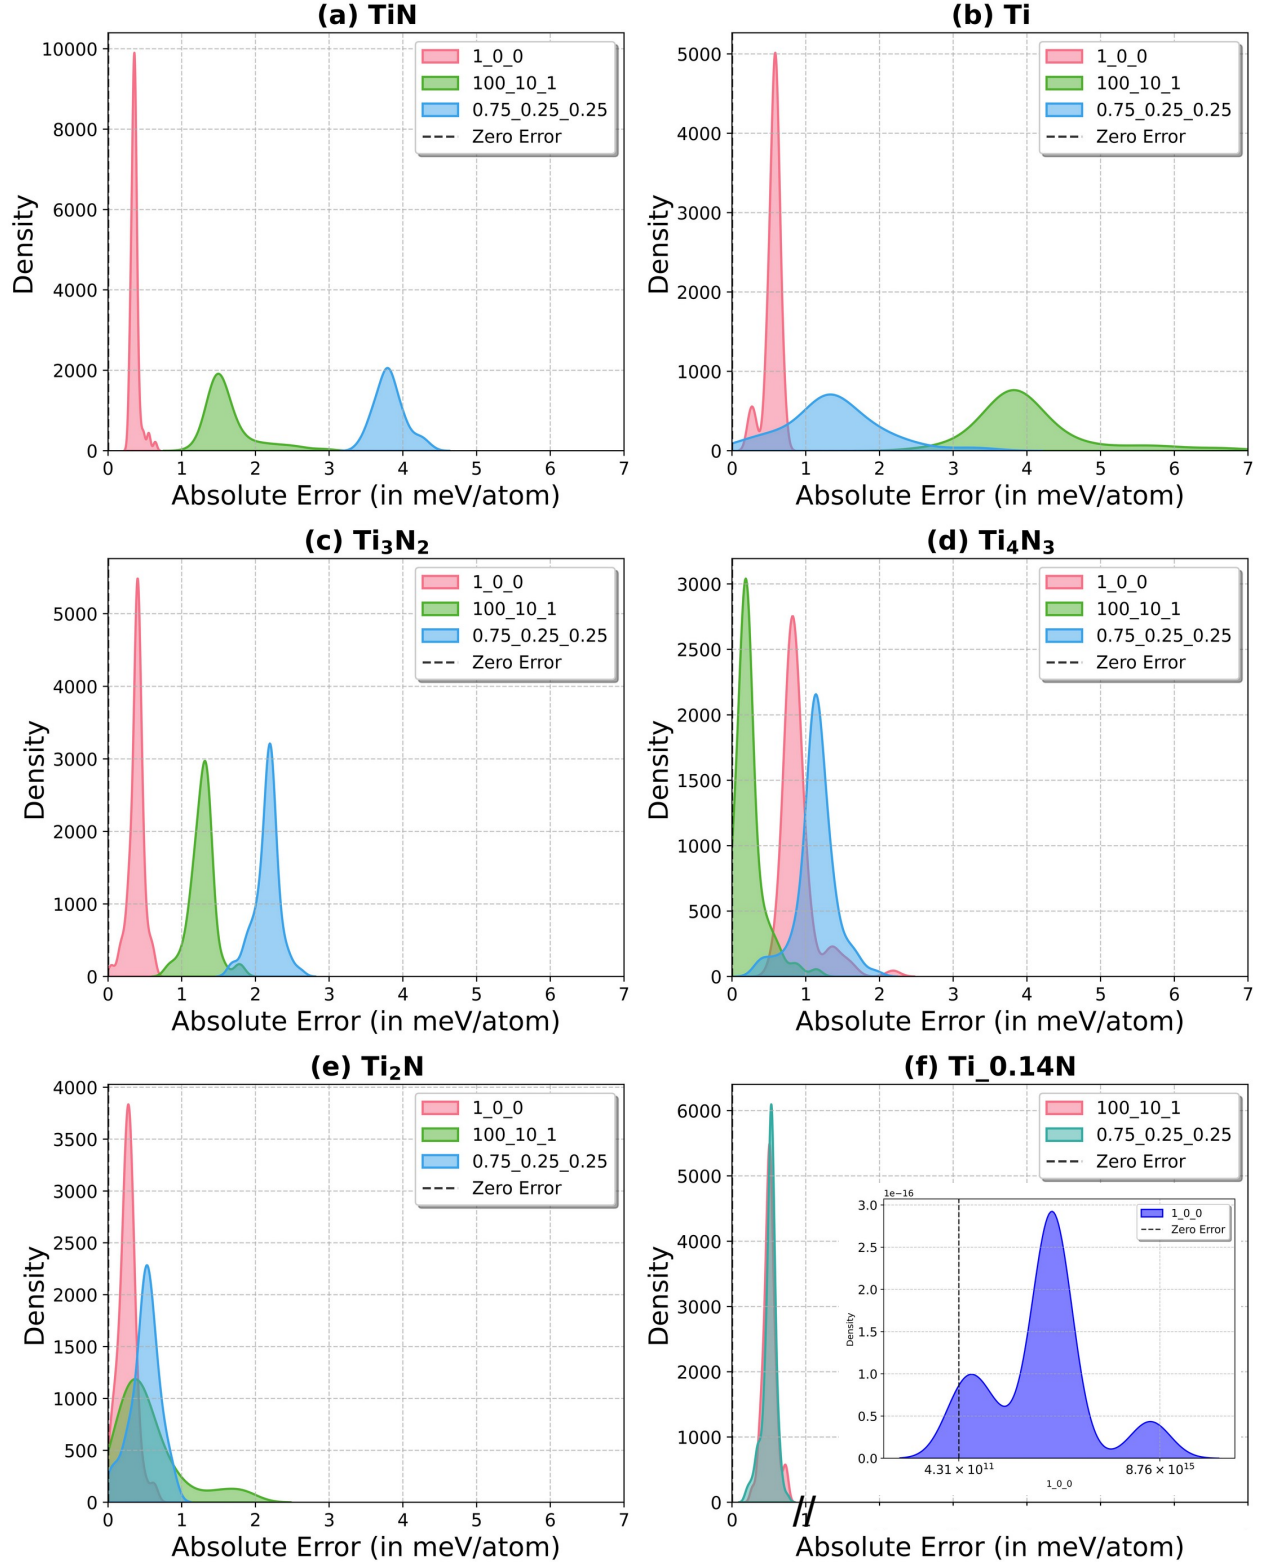 (a) TiN
10000
8000
6000
4000
2000
0
Density
1_0_0
100_10_1
0.75_0.25_0.25
Zero Error
0 1 2 3 4 5 6 7
Absolute Error (in meV/atom)
(b) Ti
5000
4000
3000
2000
1000
0
Density
1_0_0
100_10_1
0.75_0.25_0.25
Zero Error
0 1 2 3 4 5 6 7
Absolute Error (in meV/atom)
(c) Ti₃N₂
5000
4000
3000
2000
1000
0
Density
1_0_0
100_10_1
0.75_0.25_0.25
Zero Error
0 1 2 3 4 5 6 7
Absolute Error (in meV/atom)
(d) Ti₄N₃
3000
2500
2000
1500
1000
500
0
Density
1_0_0
100_10_1
0.75_0.25_0.25
Zero Error
0 1 2 3 4 5 6 7
Absolute Error (in meV/atom)
(e) Ti₂N
4000
3500
3000
2500
2000
1500
1000
500
0
Density
1_0_0
100_10_1
0.75_0.25_0.25
Zero Error
0 1 2 3 4 5 6 7
Absolute Error (in meV/atom)
(f) Ti_0.14N
6000
5000
4000
3000
2000
1000
0
Density
100_10_1
0.75_0.25_0.25
Zero Error
1e−16
3.0
2.5
2.0
1.5
1.0
0.5
0.0
Density
1_0_0
Zero Error
4.31 × 10¹¹ 8.76 × 10¹⁵
1_0_0
0 1
Absolute Error (in meV/atom)